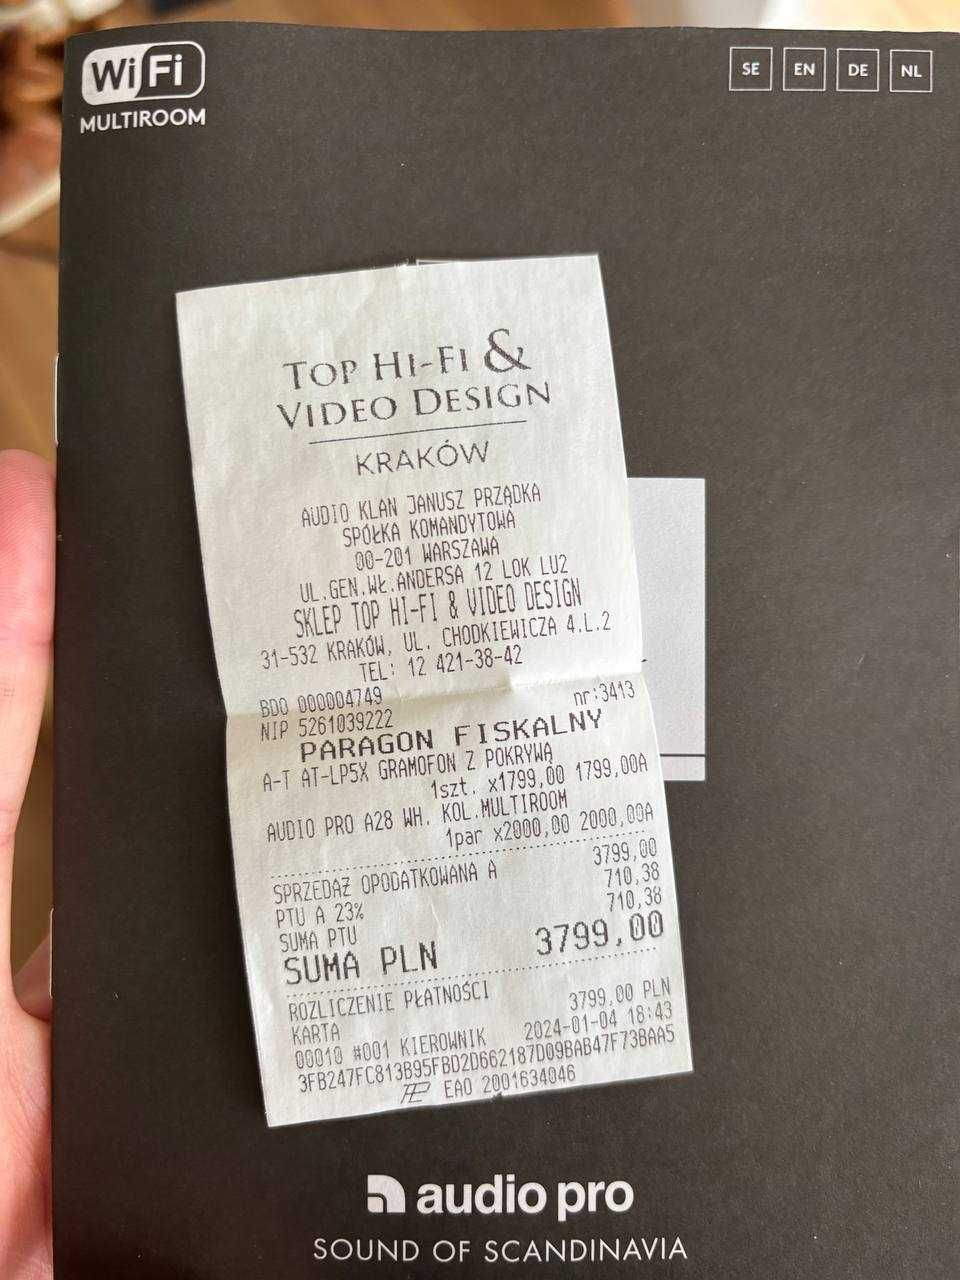 WiFi
MULTIROOM
SE EN DE NL
TOP HI-FI &
VIDEO DESIGN
KRAKÓW
AUDIO KLAN JANUSZ PRZĄDKA
SPÓŁKA KOMANDYTOWA
00-201 WARSZAWA
UL.GEN.WŁ.ANDERSA 12 LOK LU2
SKLEP TOP HI-FI & VIDEO DESIGN
31-532 KRAKÓW, UL. CHODKIEWICZA 4.L.2
TEL: 12 421-38-42
BDO 000004749
NIP 5261039222 nr:3413
PARAGON FISKALNY
A-T AT-LP5X GRAMOFON Z POKRYWĄ
1szt. x1799,00 1799,00A
AUDIO PRO A28 WH. KOL.MULTIROOM
1par x2000,00 2000,00A
SPRZEDAŻ OPODATKOWANA A 3799,00
PTU A 23% 710,38
SUMA PTU 710,38
SUMA PLN 3799,00
ROZLICZENIE PŁATNOŚCI
KARTA 3799,00 PLN
00010 #001 KIEROWNIK 2024-01-04 18:43
3FB247FC813B95FBD2D662187D09BAB47F73BAA5
EAO 2001634046
audio pro
SOUND OF SCANDINAVIA